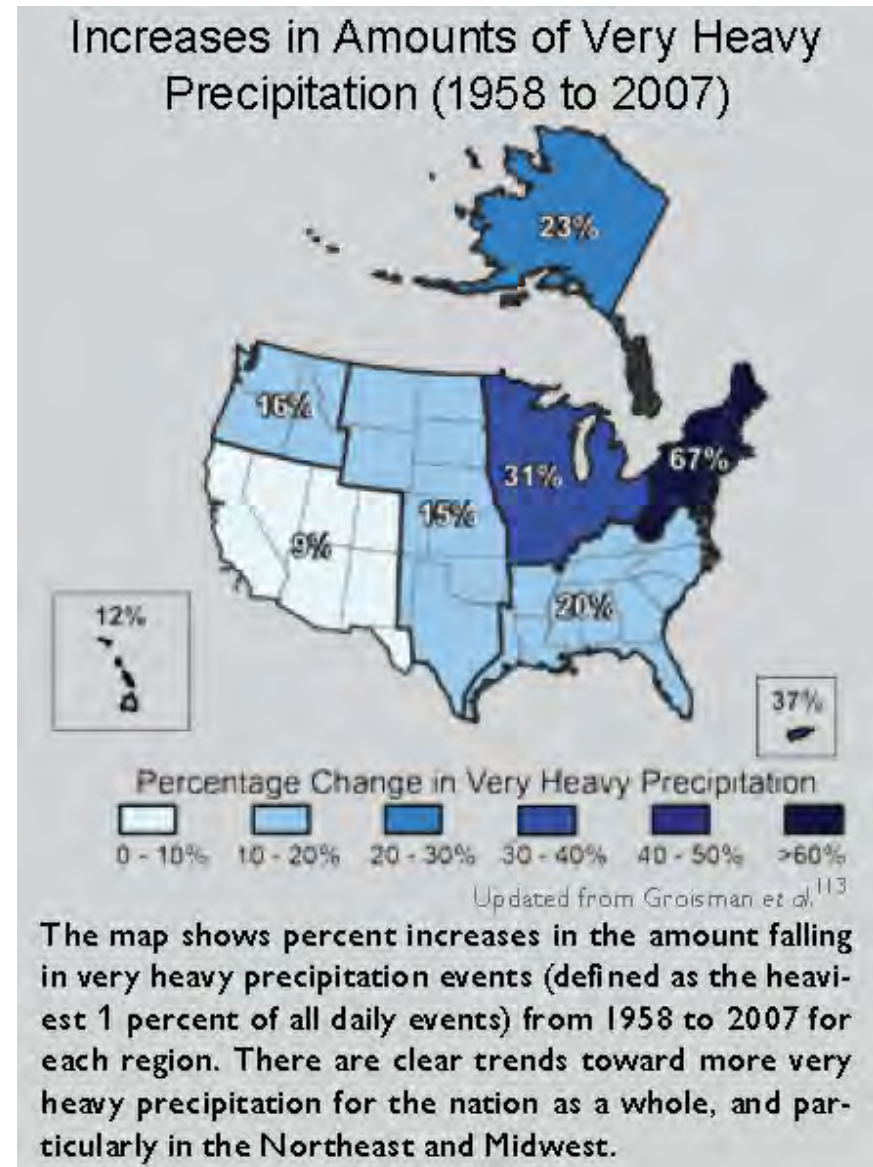 Increases in Amounts of Very Heavy
Precipitation (1958 to 2007)
23%
16%
67%
31%
15%
9%
20%
12%
37%
Percentage Change in Very Heavy Precipitation
0 - 10% 10 - 20% 20 - 30% 30 - 40% 40 - 50% >60%
Updated from Groisman et al.113
The map shows percent increases in the amount falling
in very heavy precipitation events (defined as the heavi-
est 1 percent of all daily events) from 1958 to 2007 for
each region. There are clear trends toward more very
heavy precipitation for the nation as a whole, and par-
ticularly in the Northeast and Midwest.